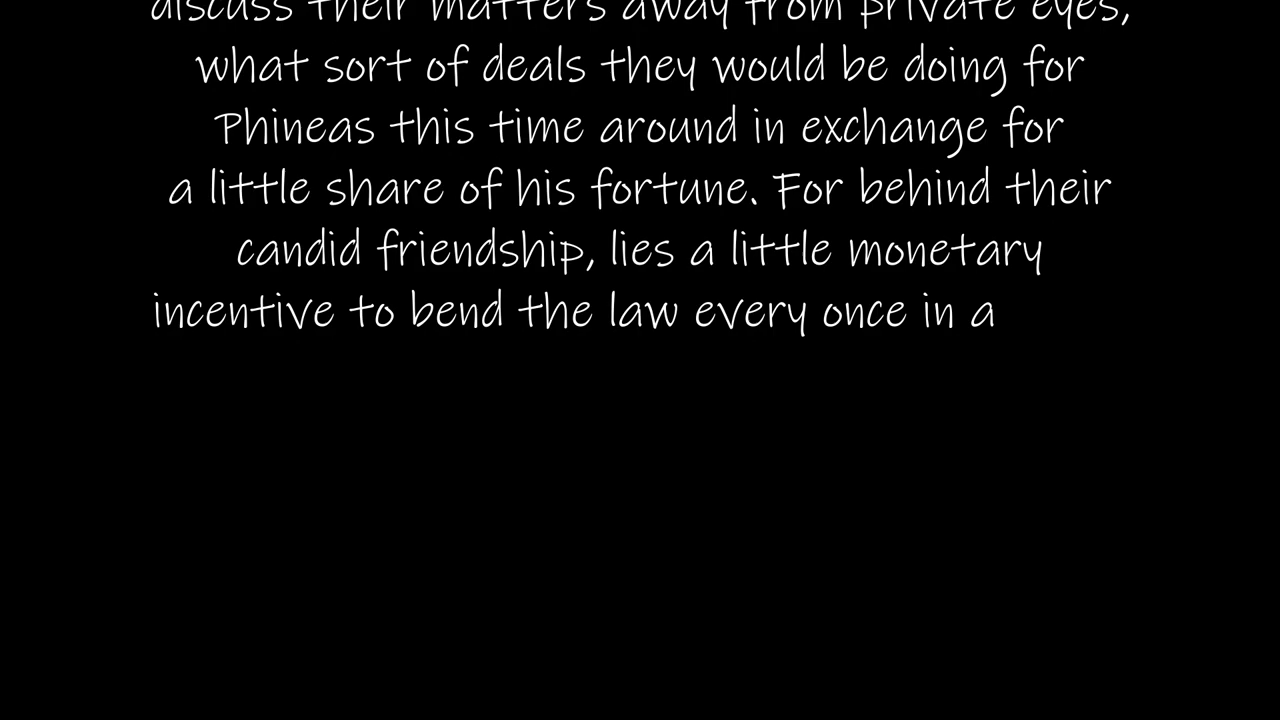 discuss their matters away from private eyes,
what sort of deals they would be doing for
Phineas this time around in exchange for
a little share of his fortune. For behind their
candid friendship, lies a little monetary
incentive to bend the law every once in a